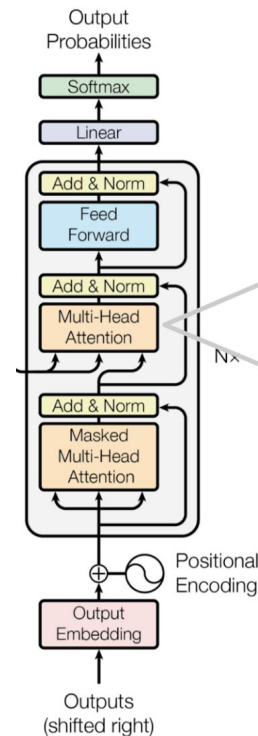 Output
Probabilities
Softmax
Linear
Add & Norm
Feed
Forward
Add & Norm
Multi-Head
Attention
N×
Add & Norm
Masked
Multi-Head
Attention
Positional
Encoding
Output
Embedding
Outputs
(shifted right)